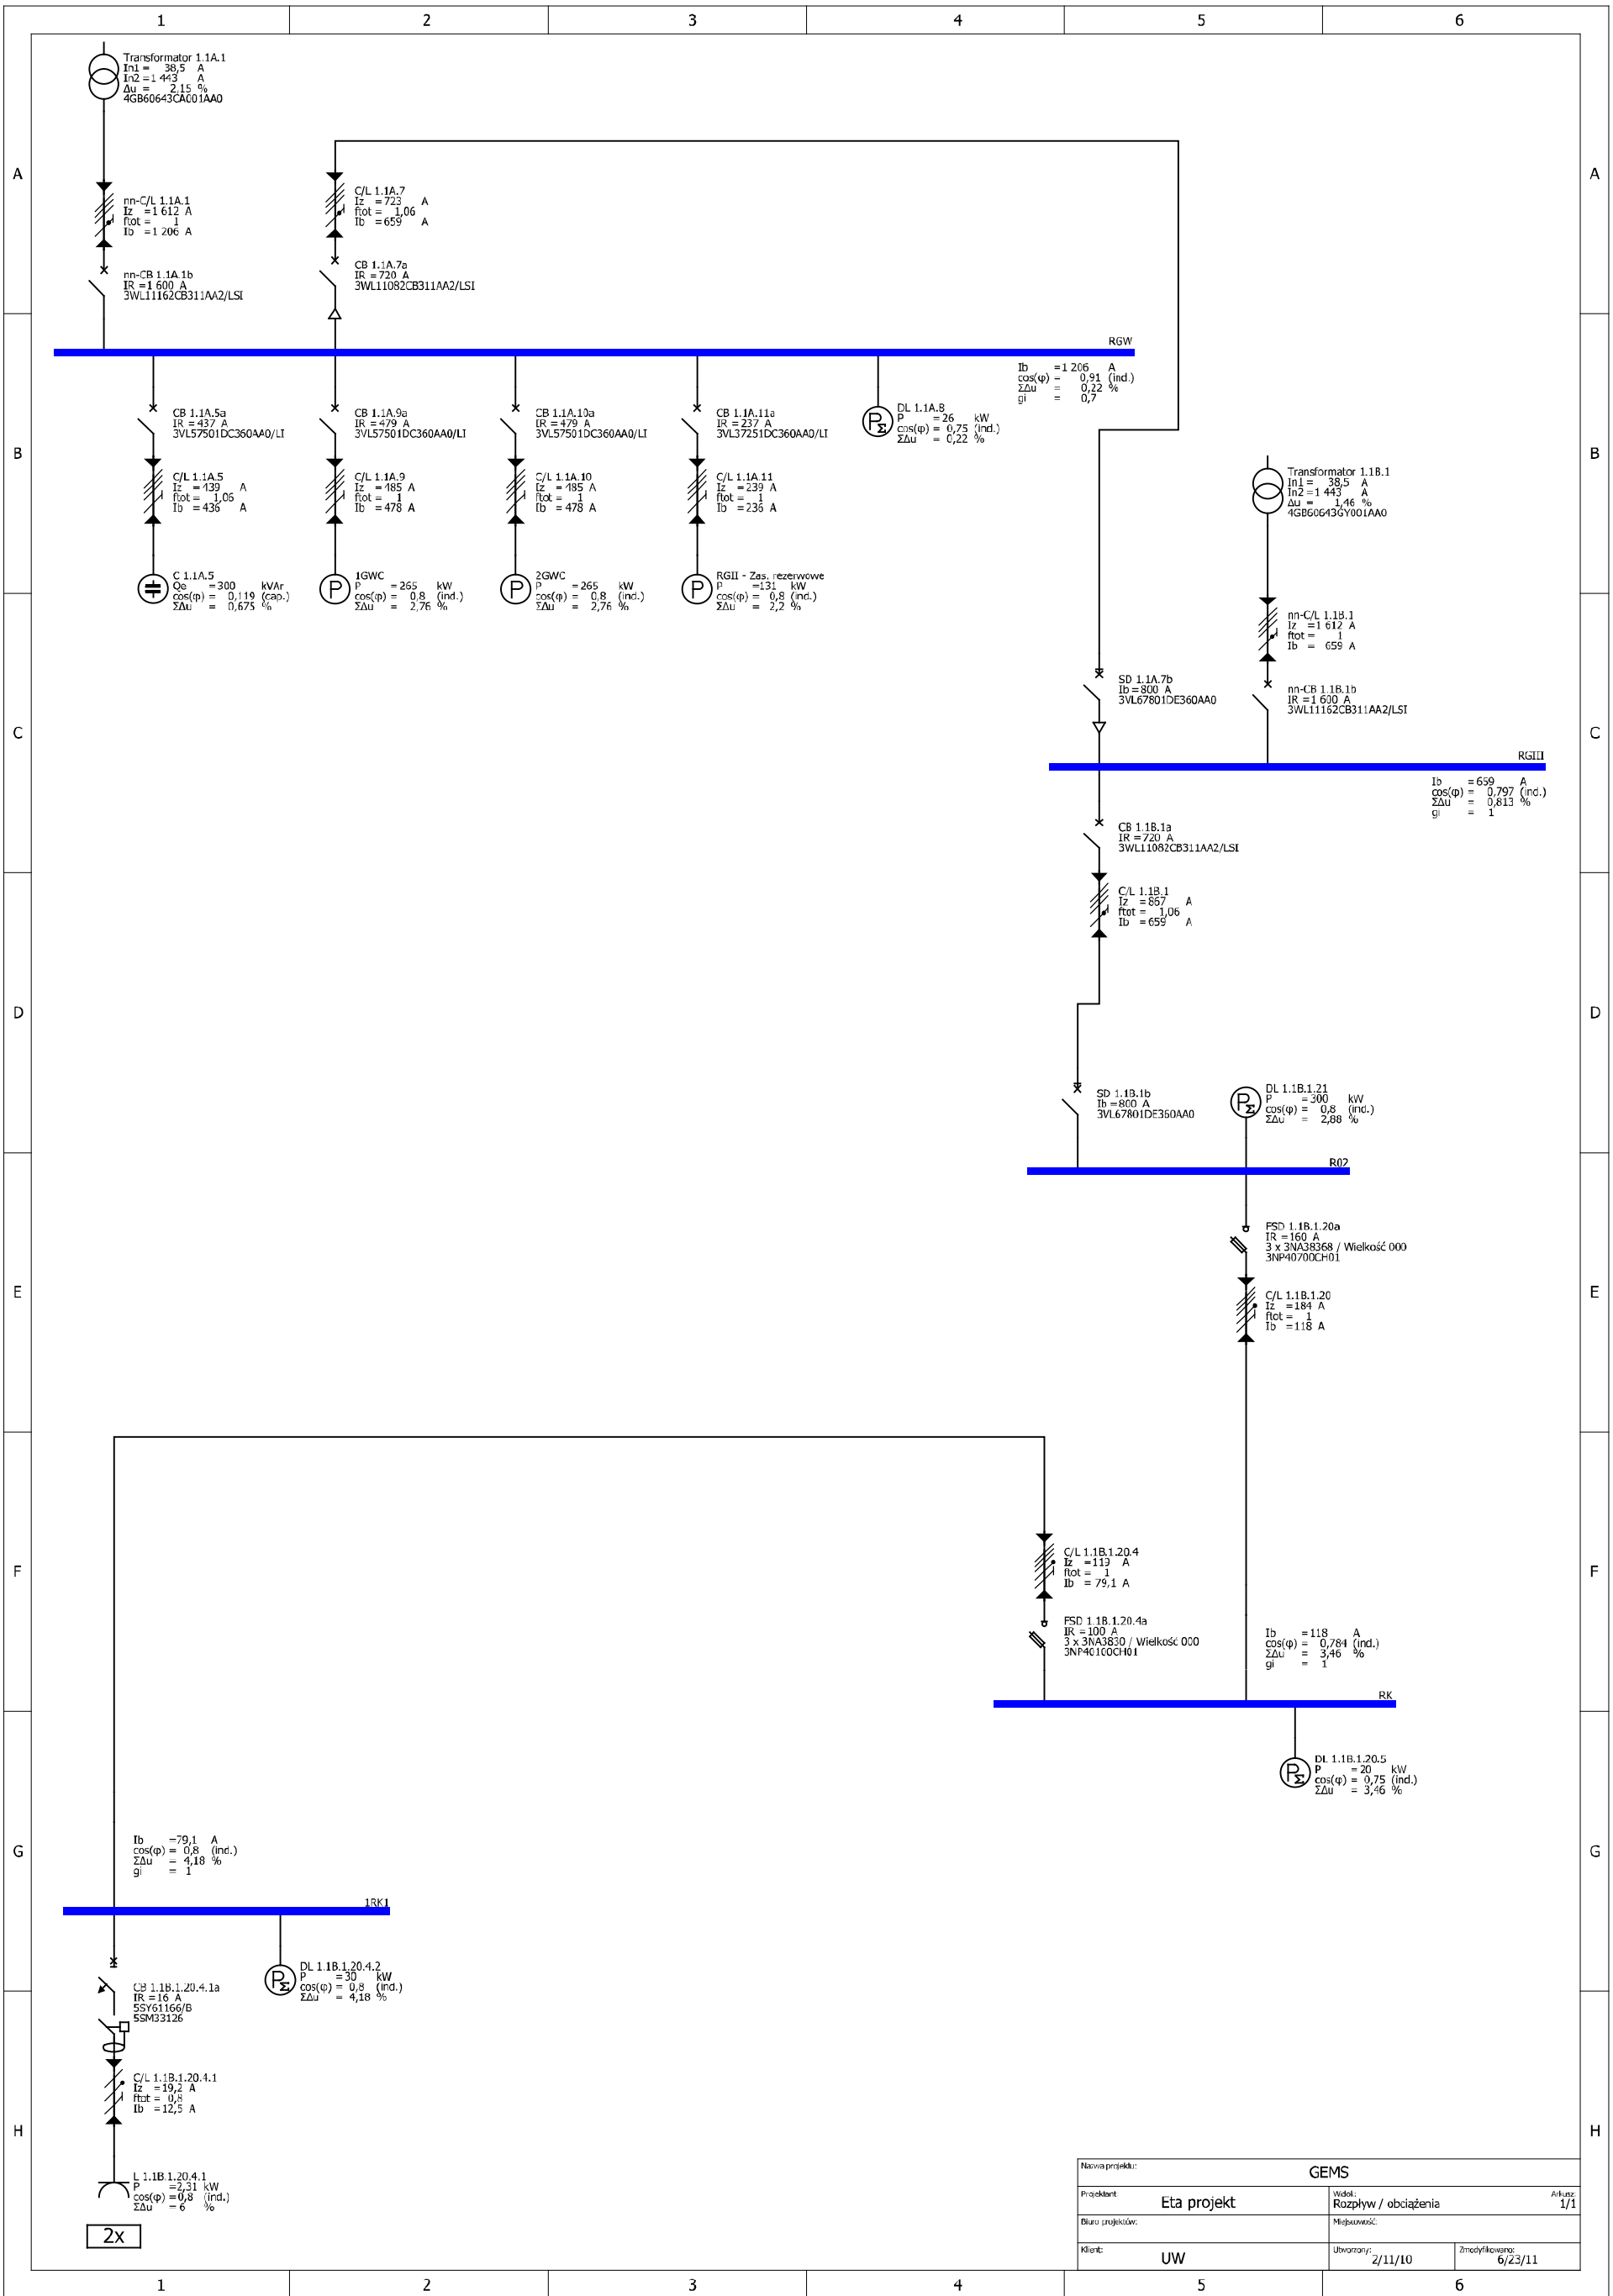 1 2 3 4 5 6
Transformator 1.1A.1
In1 = 38,5 A
In2 =1 443 A
Δu = 2,15 %
4GB60643CA001AA0
A
A
nn-C/L 1.1A.1
Iz =1 612 A
ftot = 1
Ib =1 206 A
C/L 1.1A.7
Iz =723 A
ftot = 1,06
Ib =659 A
nn-CB 1.1A.1b
IR =1 600 A
3WL11162CB311AA2/LSI
CB 1.1A.7a
IR =720 A
3WL11082CB311AA2/LSI
RGW
Ib =1 206 A
cos(φ) = 0,91 (ind.)
ΣΔu = 0,22 %
gi = 0,7
B
B
CB 1.1A.5a
IR =437 A
3VL57501DC360AA0/LI
CB 1.1A.9a
IR =479 A
3VL57501DC360AA0/LI
CB 1.1A.10a
IR =479 A
3VL57501DC360AA0/LI
CB 1.1A.11a
IR =237 A
3VL37251DC360AA0/LI
PΣ
DL 1.1A.8
P =26 kW
cos(φ) = 0,75 (ind.)
ΣΔu = 0,22 %
C/L 1.1A.5
Iz =439 A
ftot = 1,06
Ib =436 A
C/L 1.1A.9
Iz =485 A
ftot = 1
Ib =478 A
C/L 1.1A.10
Iz =485 A
ftot = 1
Ib =478 A
C/L 1.1A.11
Iz =239 A
ftot = 1
Ib =236 A
Transformator 1.1B.1
In1 = 38,5 A
In2 =1 443 A
Δu = 1,46 %
4GB60643GY001AA0
C 1.1A.5
Qe =300 kVAr
cos(φ) = 0,119 (cap.)
ΣΔu = 0,675 %
P
1GWC
P =265 kW
cos(φ) = 0,8 (ind.)
ΣΔu = 2,76 %
P
2GWC
P =265 kW
cos(φ) = 0,8 (ind.)
ΣΔu = 2,76 %
P
RGII - Zas. rezerwowe
P =131 kW
cos(φ) = 0,8 (ind.)
ΣΔu = 2,2 %
nn-C/L 1.1B.1
Iz =1 612 A
ftot = 1
Ib = 659 A
SD 1.1A.7b
Ib =800 A
3VL67801DE360AA0
nn-CB 1.1B.1b
IR =1 600 A
3WL11162CB311AA2/LSI
C
C
RGIII
Ib =659 A
cos(φ) = 0,797 (ind.)
ΣΔu = 0,813 %
gi = 1
CB 1.1B.1a
IR =720 A
3WL11082CB311AA2/LSI
C/L 1.1B.1
Iz =867 A
ftot = 1,06
Ib =659 A
D
D
SD 1.1B.1b
Ib =800 A
3VL67801DE360AA0
PΣ
DL 1.1B.1.21
P =300 kW
cos(φ) = 0,8 (ind.)
ΣΔu = 2,88 %
R02
FSD 1.1B.1.20a
IR =160 A
3 x 3NA38368 / Wielkość 000
3NP40700CH01
E
E
C/L 1.1B.1.20
Iz =184 A
ftot = 1
Ib =118 A
F
F
C/L 1.1B.1.20.4
Iz =119 A
ftot = 1
Ib = 79,1 A
FSD 1.1B.1.20.4a
IR =100 A
3 x 3NA3830 / Wielkość 000
3NP40100CH01
Ib =118 A
cos(φ) = 0,784 (ind.)
ΣΔu = 3,46 %
gi = 1
RK
PΣ
DL 1.1B.1.20.5
P =20 kW
cos(φ) = 0,75 (ind.)
ΣΔu = 3,46 %
G
G
Ib =79,1 A
cos(φ) = 0,8 (ind.)
ΣΔu = 4,18 %
gi = 1
1RK1
PΣ
DL 1.1B.1.20.4.2
P =30 kW
cos(φ) = 0,8 (ind.)
ΣΔu = 4,18 %
CB 1.1B.1.20.4.1a
IR =16 A
5SY61166/B
5SM33126
C/L 1.1B.1.20.4.1
Iz =19,2 A
ftot = 0,8
Ib =12,5 A
H
H
L 1.1B.1.20.4.1
P =2,31 kW
cos(φ) =0,8 (ind.)
ΣΔu =6 %
2x
Nazwa projektu: GEMS
Projektant: Eta projekt
Widok: Rozpływ / obciążenia
Arkusz: 1/1
Biuro projektów:
Miejscowość:
Klient: UW
Utworzony: 2/11/10
Zmodyfikowano: 6/23/11
1 2 3 4 5 6